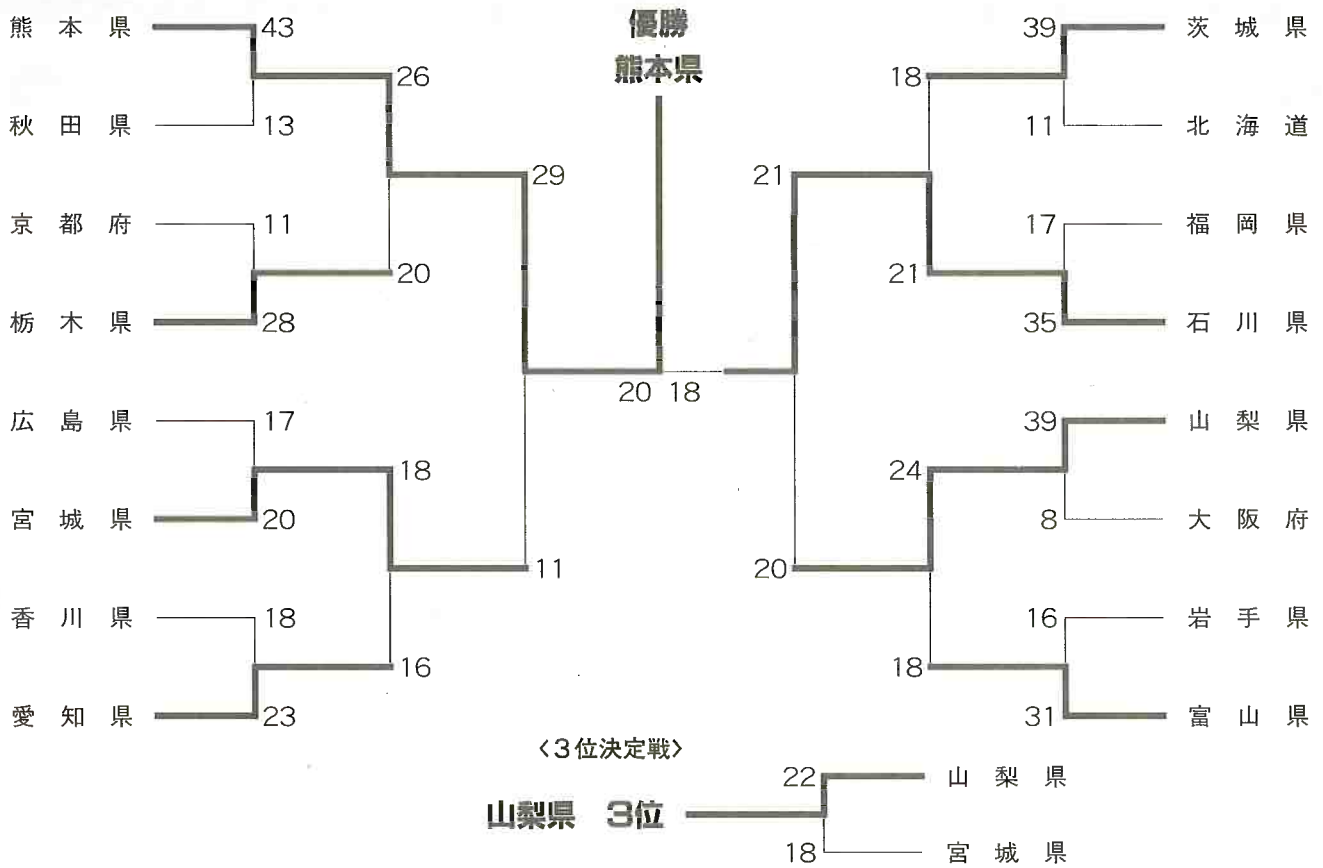 優勝
熊本県
熊本県 43
26
秋田県 13
29
京都府 11
20
栃木県 28
広島県 17
18
宮城県 20
11
香川県 18
16
愛知県 23
20 18
39 茨城県
18
11 北海道
21
17 福岡県
21
35 石川県
39 山梨県
24
8 大阪府
20
16 岩手県
18
31 富山県
〈3位決定戦〉
22 山梨県
山梨県 3位
18 宮城県